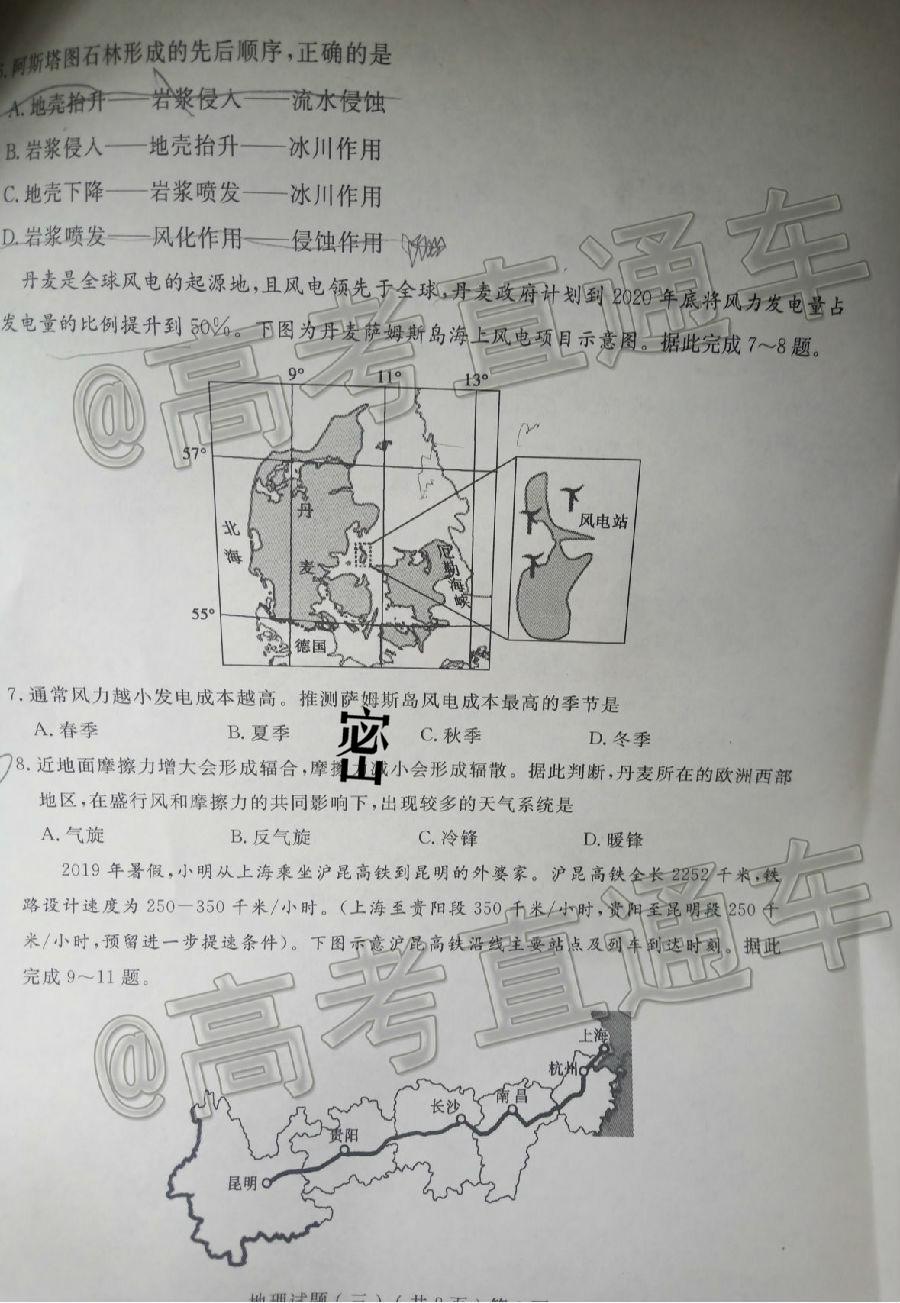 6.阿斯塔图石林形成的先后顺序,正确的是
A.地壳抬升——岩浆侵入——流水侵蚀
B.岩浆侵入——地壳抬升——冰川作用
C.地壳下降——岩浆喷发——冰川作用
D.岩浆喷发——风化作用——侵蚀作用
丹麦是全球风电的起源地,且风电领先于全球,丹麦政府计划到 2020 年底将风力发电量占
发电量的比例提升到 50%。下图为丹麦萨姆斯岛海上风电项目示意图。据此完成 7～8 题。
@高考直通车
9° 11° 13°
57°
北海
丹
麦
厄勒海峡
风电站
55°
德国
7.通常风力越小发电成本越高。推测萨姆斯岛风电成本最高的季节是
A.春季 B.夏季 C.秋季 D.冬季
密
8.近地面摩擦力增大会形成辐合,摩擦力减小会形成辐散。据此判断,丹麦所在的欧洲西部
地区,在盛行风和摩擦力的共同影响下,出现较多的天气系统是
A.气旋 B.反气旋 C.冷锋 D.暖锋
2019 年暑假,小明从上海乘坐沪昆高铁到昆明的外婆家。沪昆高铁全长 2252 千米,铁
路设计速度为 250—350 千米/小时。(上海至贵阳段 350 千米/小时,贵阳至昆明段 250 千
米/小时,预留进一步提速条件)。下图示意沪昆高铁沿线主要站点及列车到达时刻。据此
完成 9～11 题。
@高考直通车
上海
杭州
南昌
长沙
贵阳
昆明
地理试题(三)(共8页)第